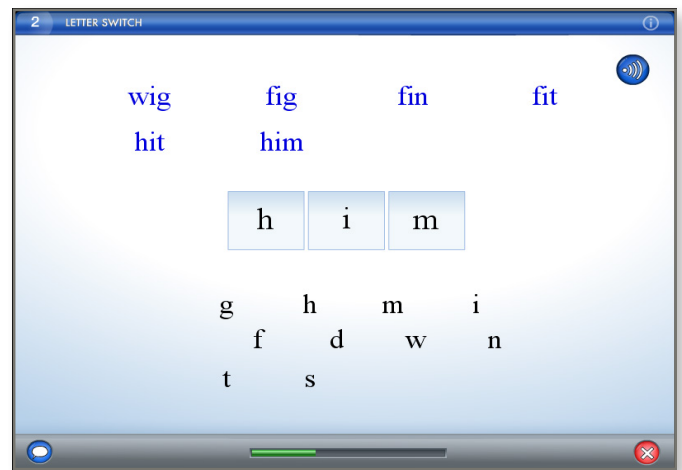 2 LETTER SWITCH
wig fig fin fit
hit him
h i m
g h m i
f d w n
t s